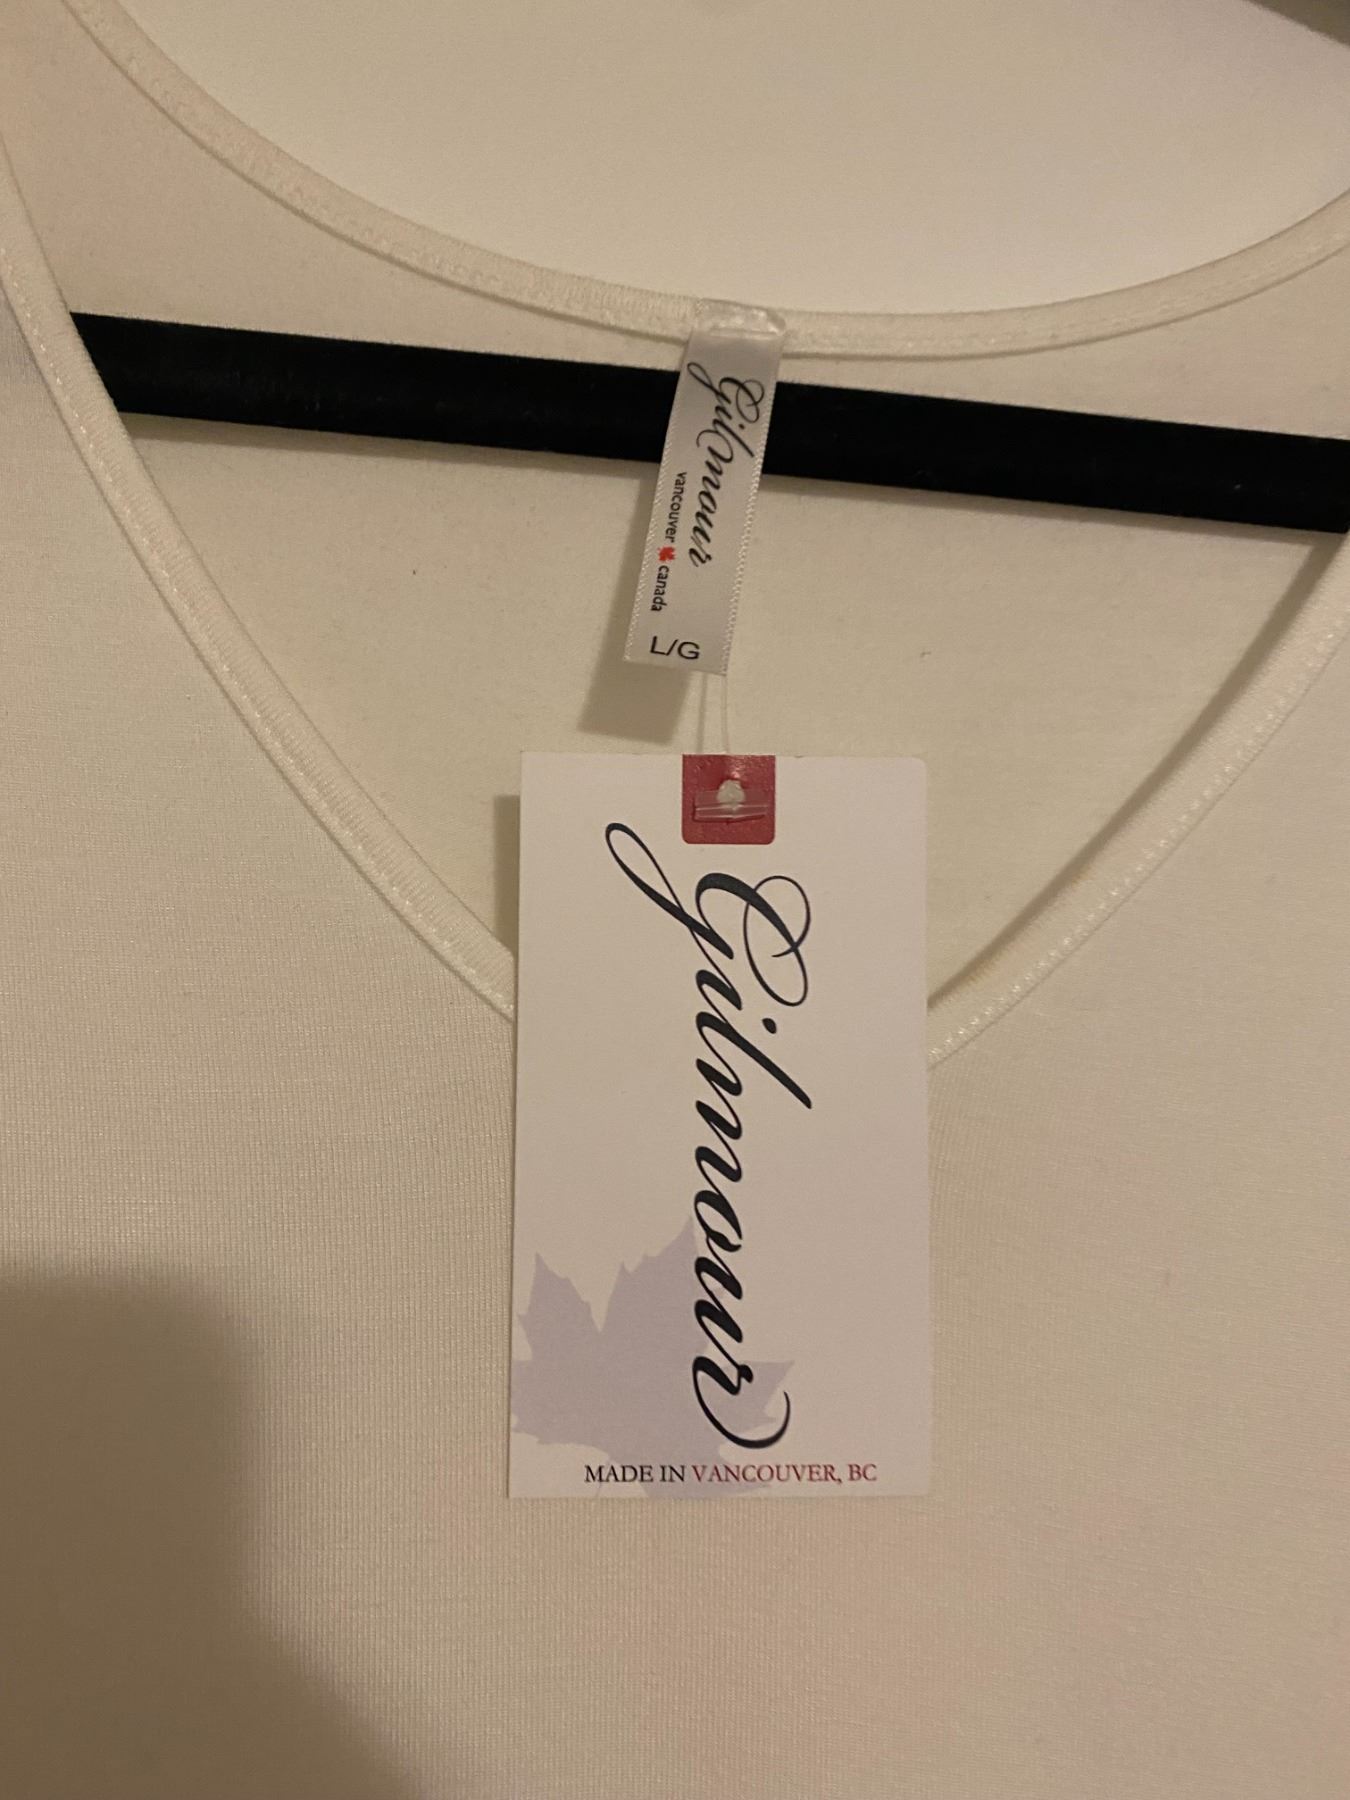 Gilmour
vancouver canada
L/G
Gilmour
MADE IN VANCOUVER, BC